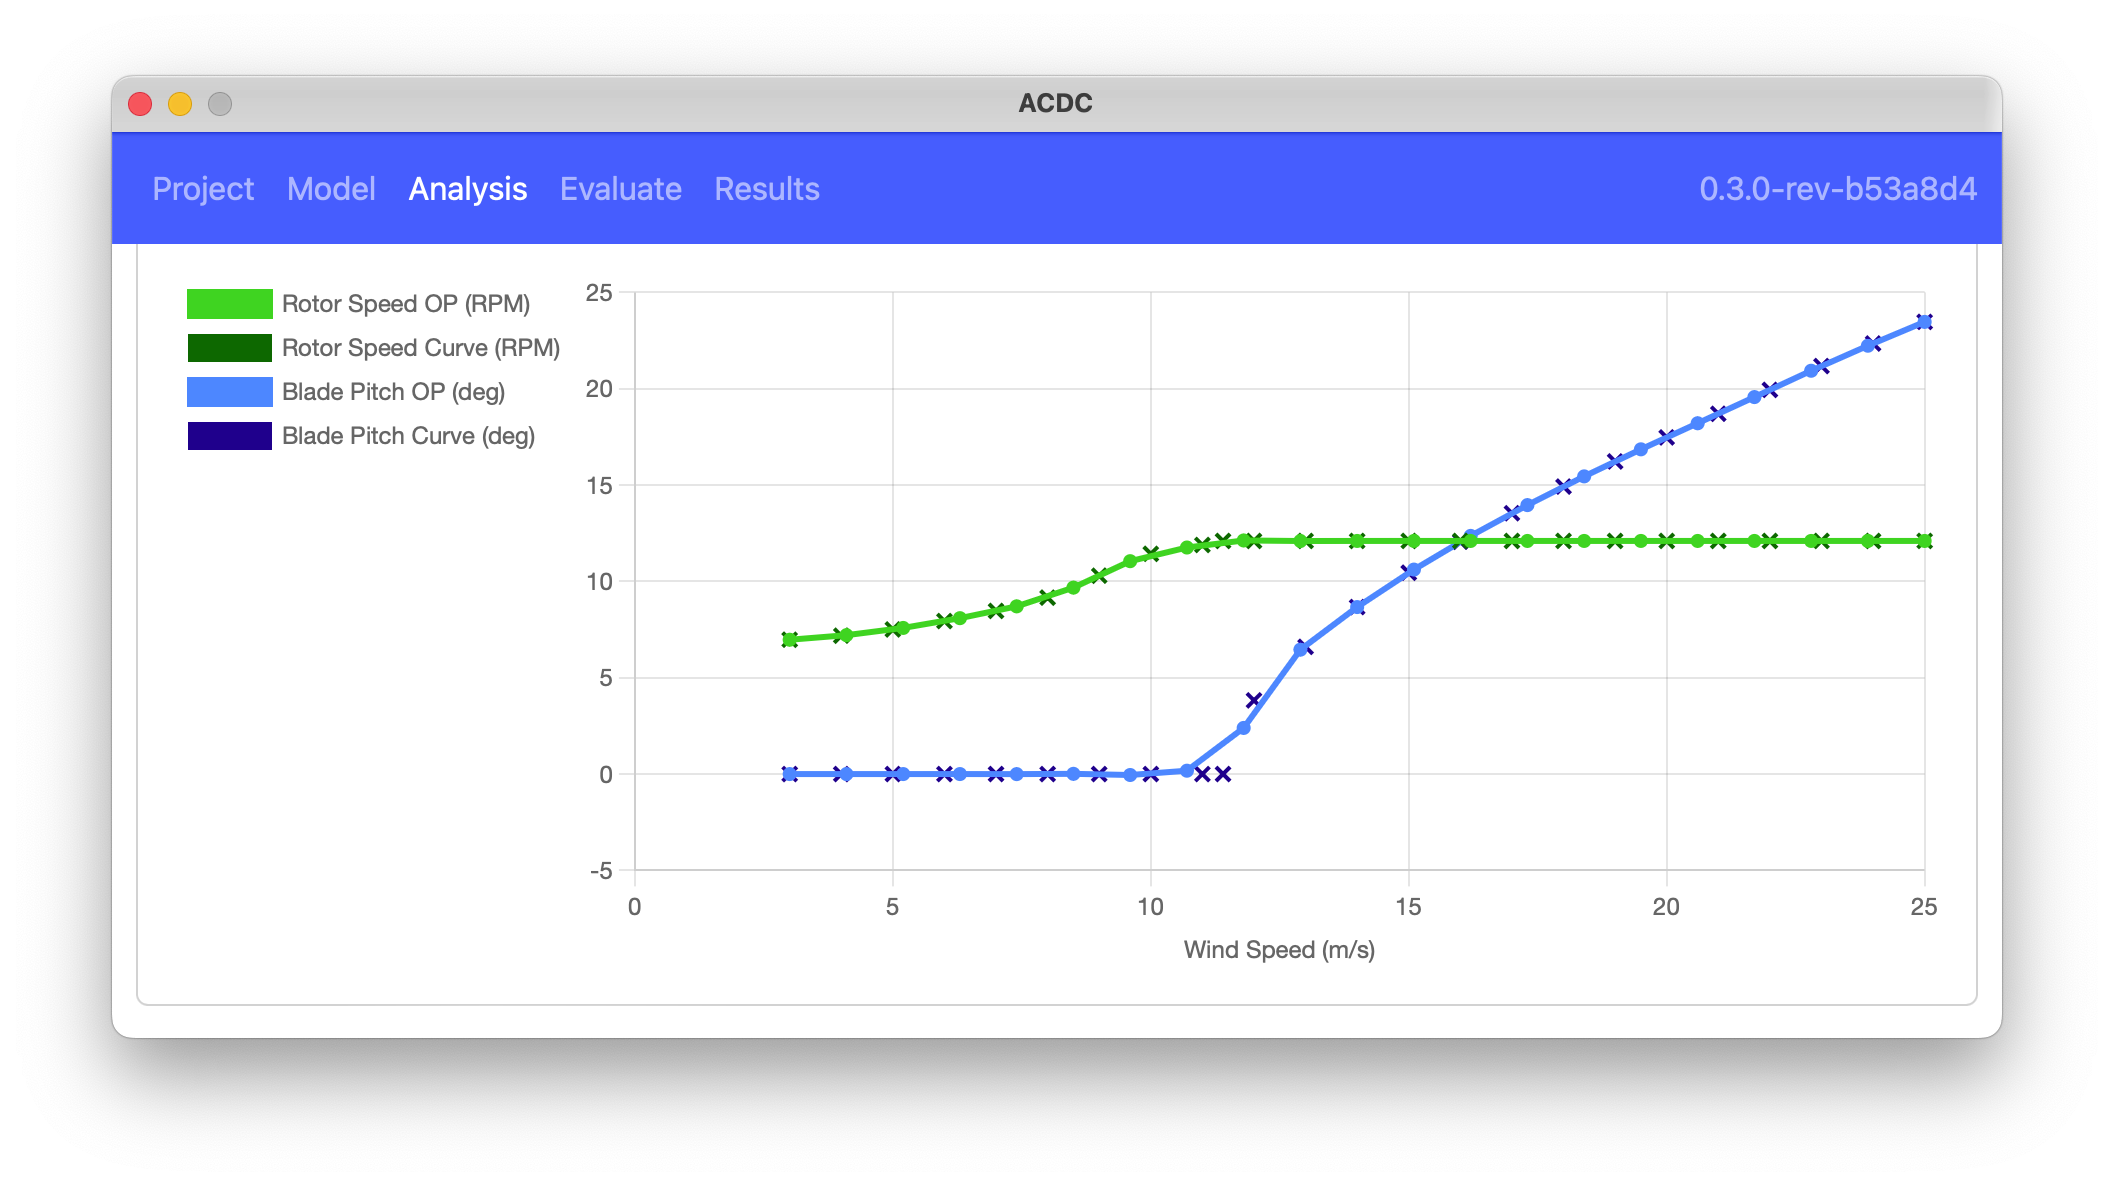 ACDC
Project Model Analysis Evaluate Results 0.3.0-rev-b53a8d4
Rotor Speed OP (RPM)
Rotor Speed Curve (RPM)
Blade Pitch OP (deg)
Blade Pitch Curve (deg)
25
20
15
10
5
0
-5
0 5 10 15 20 25
Wind Speed (m/s)